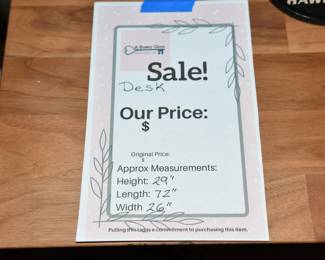 Sale!
Desk
Our Price:
$
Original Price:
$
Approx Measurements:
Height: 29"
Length: 72"
Width 26"
Pulling this tag is a commitment to purchasing this item.